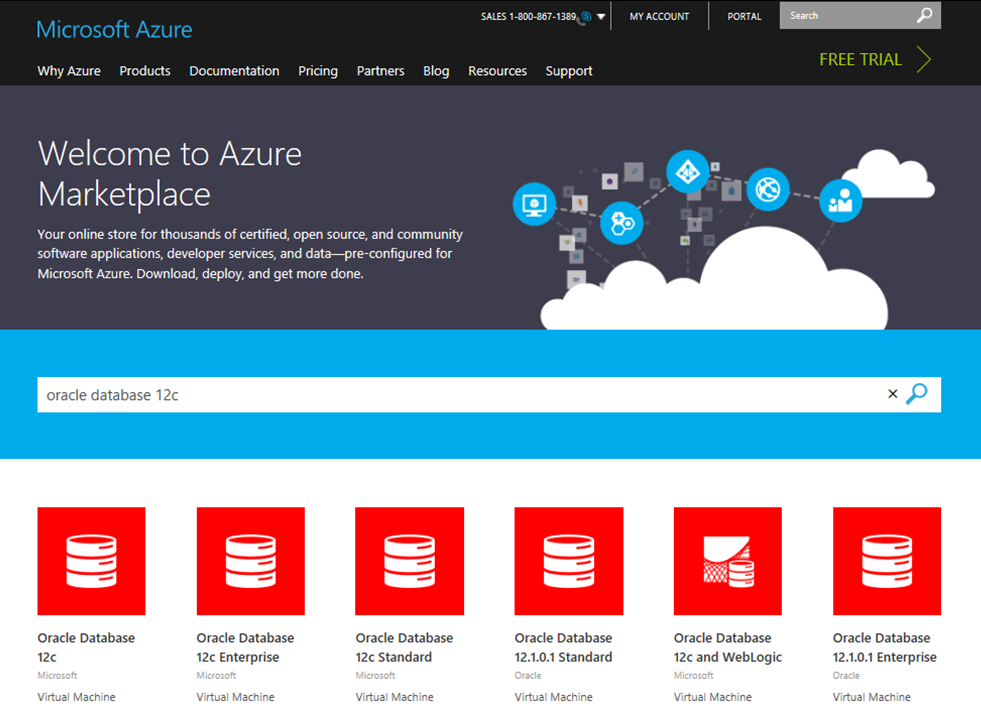 SALES 1-800-867-1389
MY ACCOUNT
PORTAL
Search
Microsoft Azure
FREE TRIAL
Why Azure Products Documentation Pricing Partners Blog Resources Support
Welcome to Azure
Marketplace
Your online store for thousands of certified, open source, and community
software applications, developer services, and data—pre-configured for
Microsoft Azure. Download, deploy, and get more done.
oracle database 12c
Oracle Database
12c
Microsoft
Virtual Machine
Oracle Database
12c Enterprise
Microsoft
Virtual Machine
Oracle Database
12c Standard
Microsoft
Virtual Machine
Oracle Database
12.1.0.1 Standard
Oracle
Virtual Machine
Oracle Database
12c and WebLogic
Microsoft
Virtual Machine
Oracle Database
12.1.0.1 Enterprise
Oracle
Virtual Machine